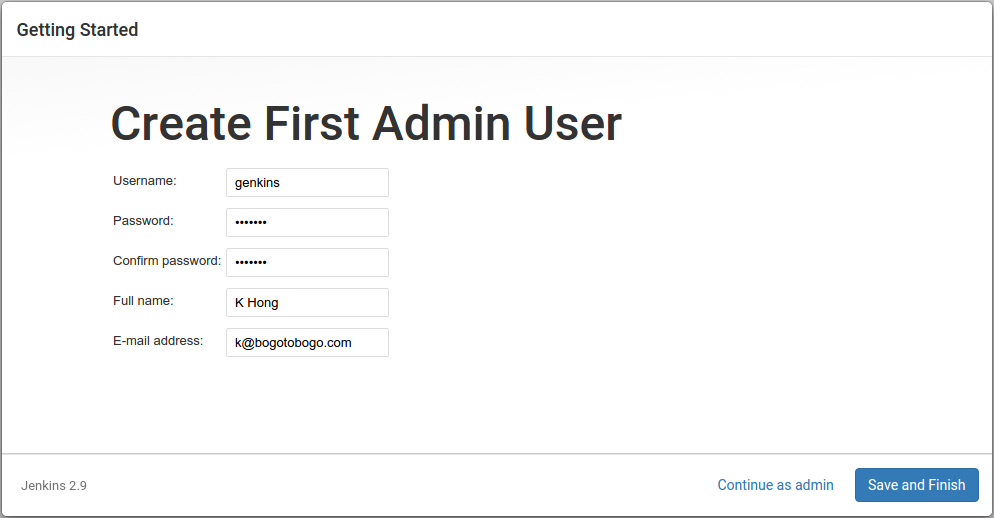 Getting Started
Create First Admin User
Username: genkins
Password: •••••••
Confirm password: •••••••
Full name: K Hong
E-mail address: k@bogotobogo.com
Jenkins 2.9 Continue as admin Save and Finish